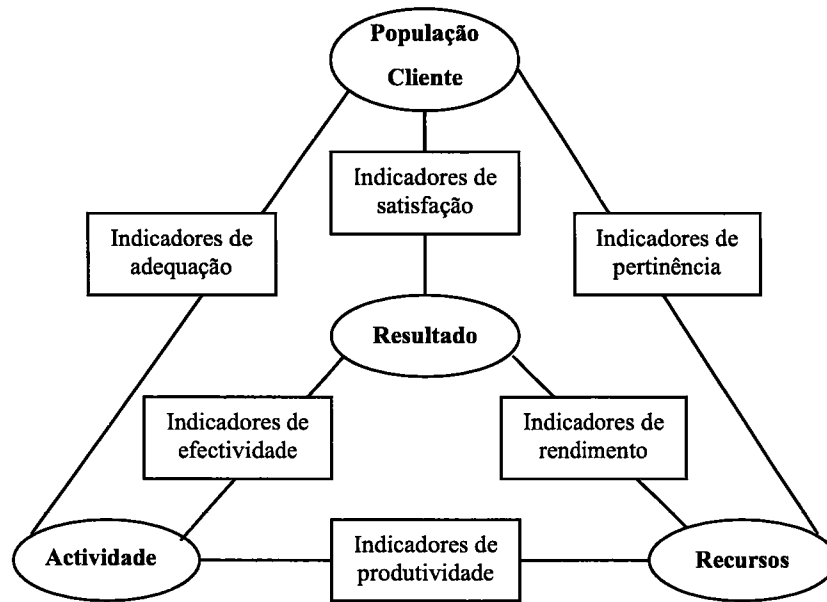 População
Cliente
Indicadores de
satisfação
Indicadores de
adequação
Indicadores de
pertinência
Resultado
Indicadores de
efectividade
Indicadores de
rendimento
Actividade
Indicadores de
produtividade
Recursos